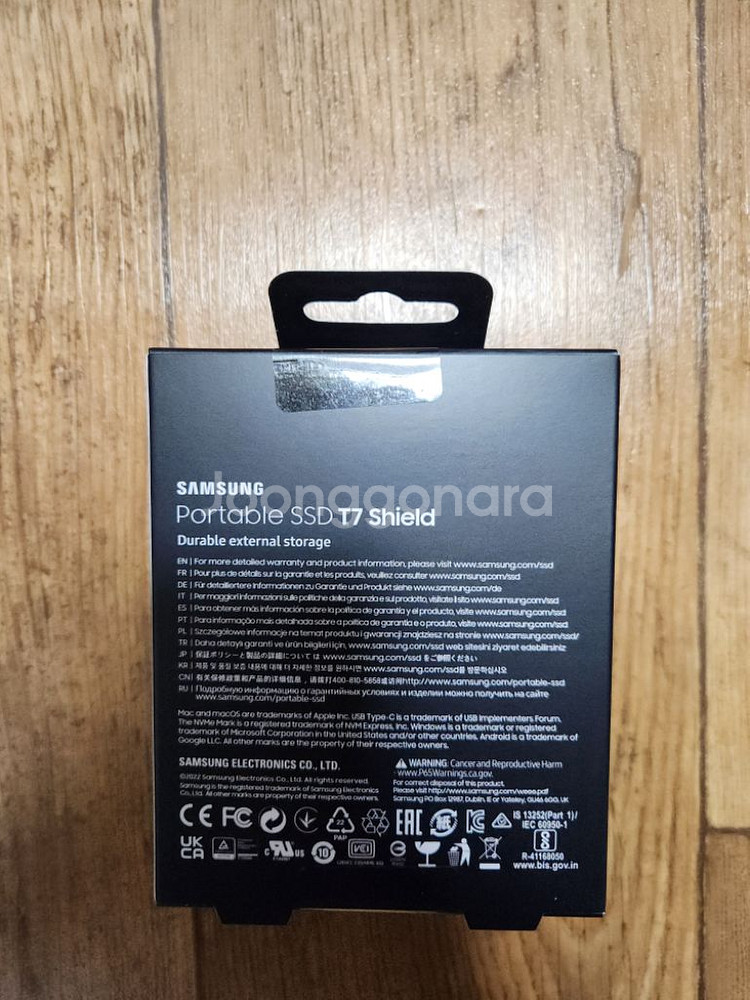 SAMSUNG
Joonggonara
Portable SSD T7 Shield
Durable external storage
EN | For more detailed warranty and product information, please visit www.samsung.com/ssd
FR | Pour plus de détails sur la garantie et les produits, veuillez consulter www.samsung.com/ssd
DE | Für detailliertere Informationen zu Garantie und Produkt siehe www.samsung.com/de
IT | Per maggiori informazioni sulle politiche della garanzia e sul prodotto, visitate il sito www.samsung.com/ssd
ES | Para obtener más información sobre la política de garantía y el producto, visite www.samsung.com/ssd
PT | Para informação mais detalhada sobre a política de garantia e o produto, visite www.samsung.com/ssd
PL | Szczegółowe informacje na temat produktu i gwarancji znajdziesz na stronie www.samsung.com/ssd/
TR | Daha detaylı garanti ve ürün bilgileri için, www.samsung.com/ssd web sitesini ziyaret edebilirsiniz
JP | 保証ポリシーと製品の詳細については www.samsung.com/ssd をご覧ください
KR | 제품 및 품질 보증 내용에 대해 더 자세한 정보를 원하시면 www.samsung.com/ssd를 방문하십시오
CN | 有关保修政策和产品的详细信息，请拨打400-810-5858或访问http://www.samsung.com/portable-ssd
RU | Подробную информацию о гарантийных условиях и изделии можно получить на сайте
www.samsung.com/portable-ssd
Mac and macOS are trademarks of Apple Inc. USB Type-C is a trademark of USB Implementers Forum.
The NVMe Mark is a registered trademark of NVM Express, Inc. Windows is a trademark or registered
trademark of Microsoft Corporation in the United States and/or other countries. Android is a trademark of
Google LLC. All other marks are the property of their respective owners.
SAMSUNG ELECTRONICS CO., LTD.
©2022 Samsung Electronics Co., Ltd. All rights reserved.
Samsung is the registered trademark of Samsung Electronics
Co., Ltd. All other marks are property of their respective owners.
WARNING: Cancer and Reproductive Harm
- www.P65Warnings.ca.gov.
For correct disposal of this product.
Please visit http://www.samsung.com/weee.pdf
Samsung PO Box 12987, Dublin. IE or Yateley, GU46 6GG, UK
CE FC 22 PAP EAC
IS 13252(Part 1)/
IEC 60950-1
UK
CA
c RU us
10
R-41168050
www.bis.gov.in